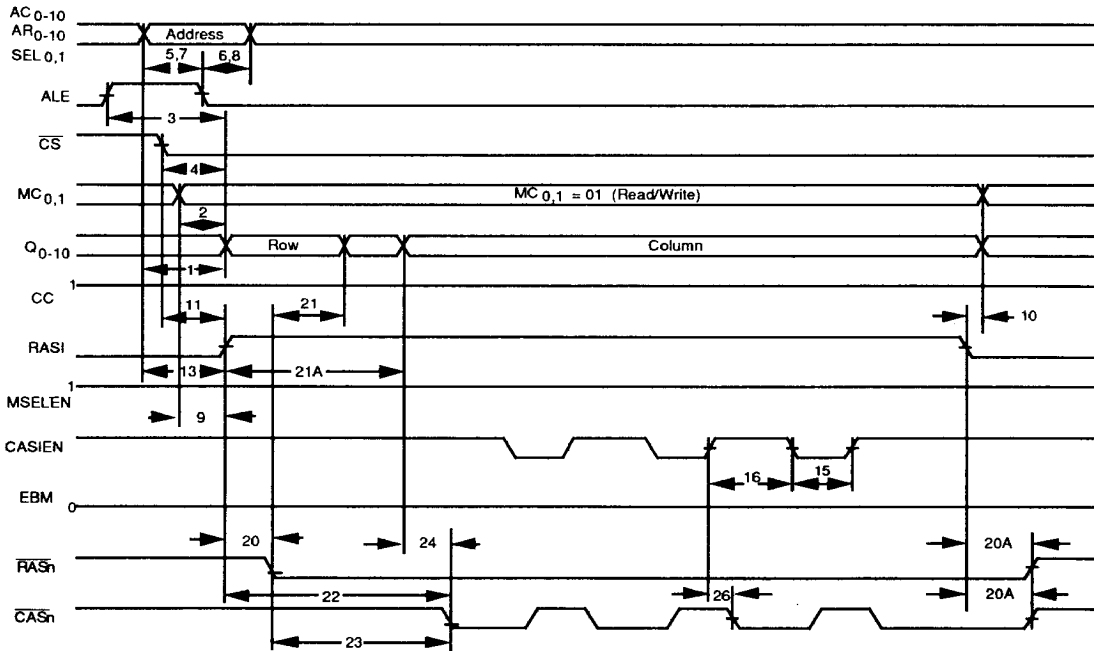 AC0-10
AR0-10
Address
SEL0,1
5,7
6,8
ALE
3
CS
4
MC0,1
MC0,1 = 01 (Read/Write)
2
Q0-10
Row
Column
1
CC
1
11
21
10
RASI
13
21A
1
MSELEN
9
CASIEN
16
15
EBM
0
20
24
20A
RASn
22
26
20A
CASn
23